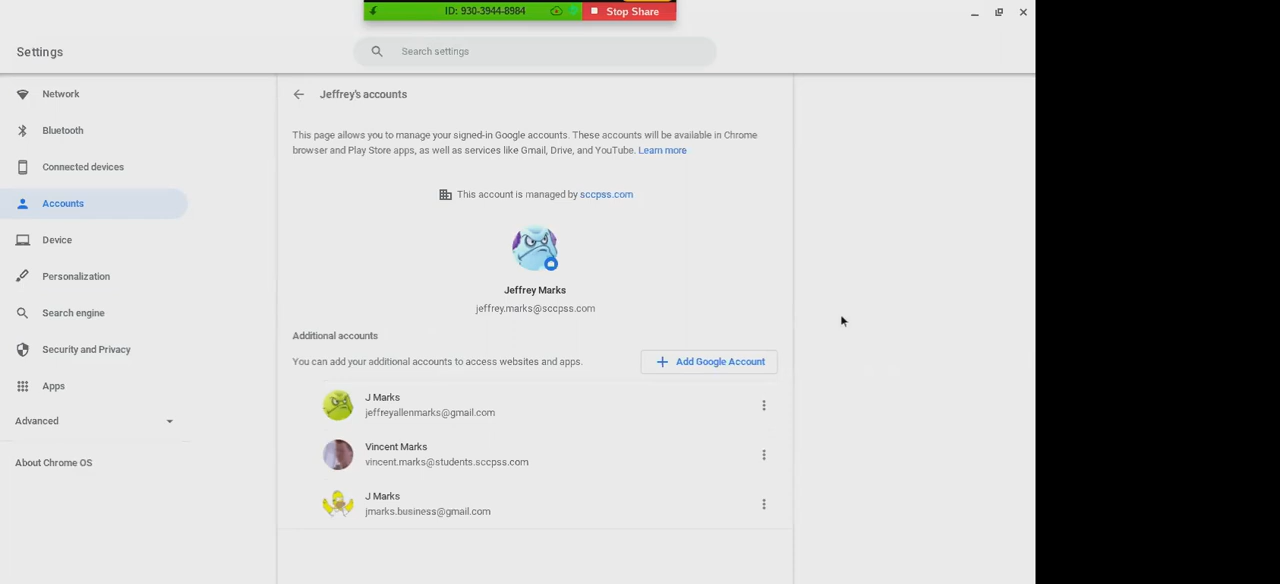 ID: 930-3944-8984
Stop Share
Settings
Search settings
Network
Bluetooth
Connected devices
Accounts
Device
Personalization
Search engine
Security and Privacy
Apps
Advanced
About Chrome OS
Jeffrey's accounts
This page allows you to manage your signed-in Google accounts. These accounts will be available in Chrome
browser and Play Store apps, as well as services like Gmail, Drive, and YouTube. Learn more
This account is managed by sccpss.com
Jeffrey Marks
jeffrey.marks@sccpss.com
Additional accounts
You can add your additional accounts to access websites and apps.
Add Google Account
J Marks
jeffreyallenmarks@gmail.com
Vincent Marks
vincent.marks@students.sccpss.com
J Marks
jmarks.business@gmail.com